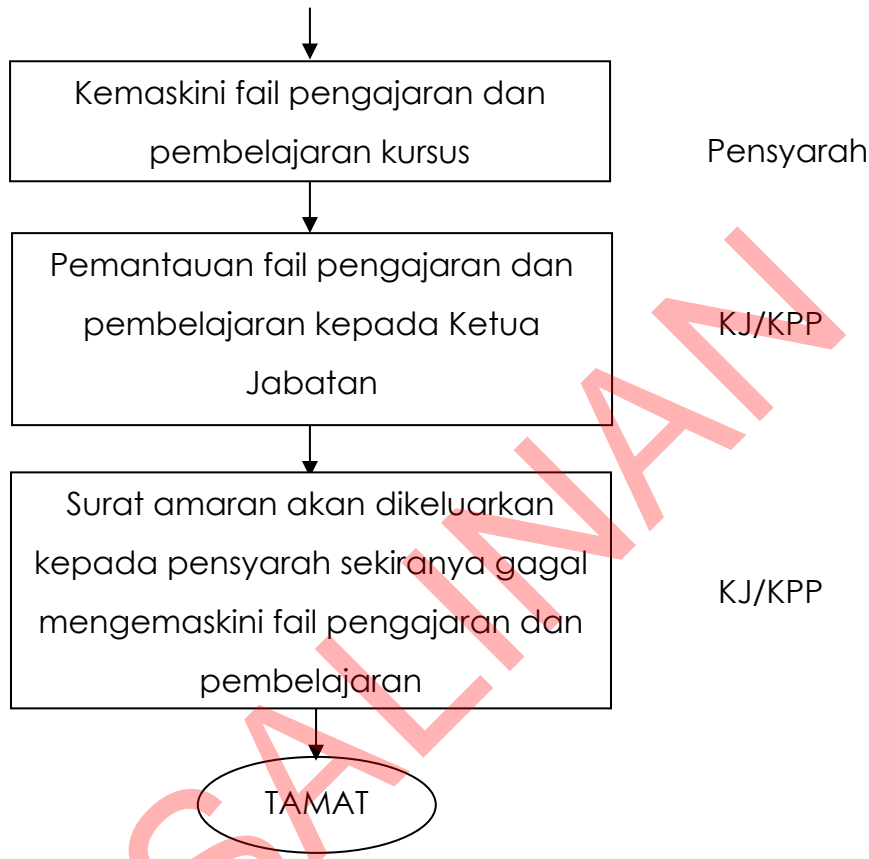 Kemaskini fail pengajaran dan
pembelajaran kursus
Pensyarah
Pemantauan fail pengajaran dan
pembelajaran kepada Ketua
Jabatan
KJ/KPP
Surat amaran akan dikeluarkan
kepada pensyarah sekiranya gagal
mengemaskini fail pengajaran dan
pembelajaran
KJ/KPP
TAMAT
SALINAN